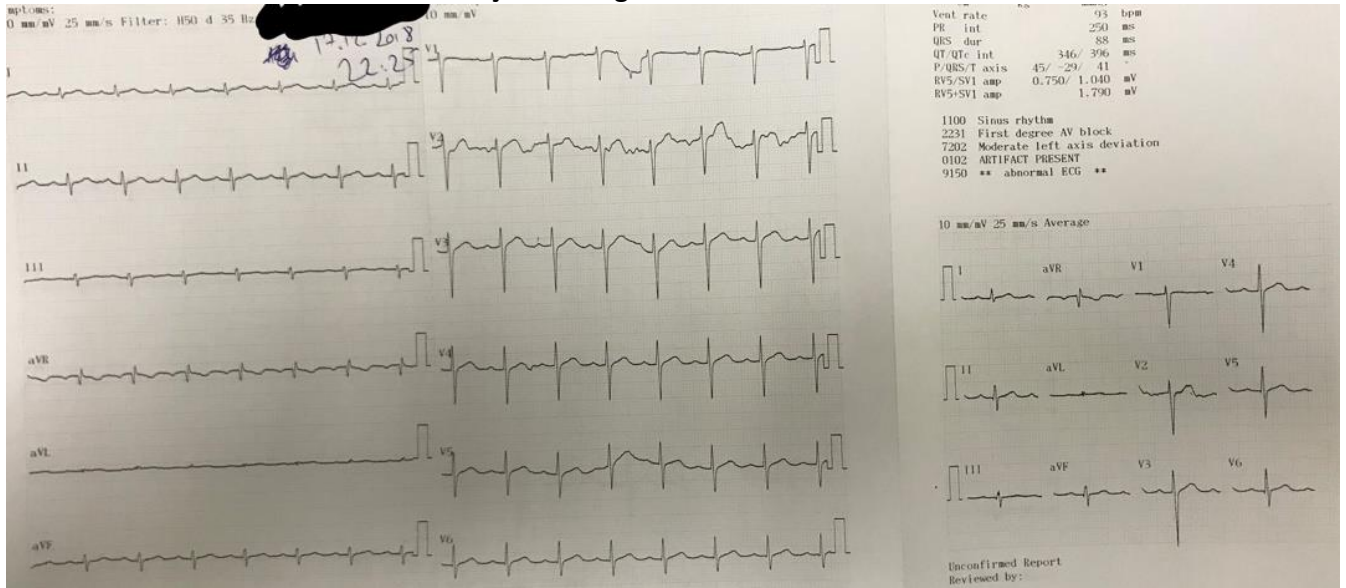 mptoms:
0 mm/mV 25 mm/s Filter: H50 d 35 Hz
10 mm/mV
17.12.2018
22:25
I
II
III
aVR
aVL
aVF
V1
V2
V3
V4
V5
V6
Vent rate 93 bpm
PR int 250 ms
QRS dur 88 ms
QT/QTc int 346/ 396 ms
P/QRS/T axis 45/ -29/ 41 °
RV5/SV1 amp 0.750/ 1.040 mV
RV5+SV1 amp 1.790 mV
1100 Sinus rhythm
2231 First degree AV block
7202 Moderate left axis deviation
0102 ARTIFACT PRESENT
9150 ** abnormal ECG **
10 mm/mV 25 mm/s Average
I aVR V1 V4
II aVL V2 V5
III aVF V3 V6
Unconfirmed Report
Reviewed by: